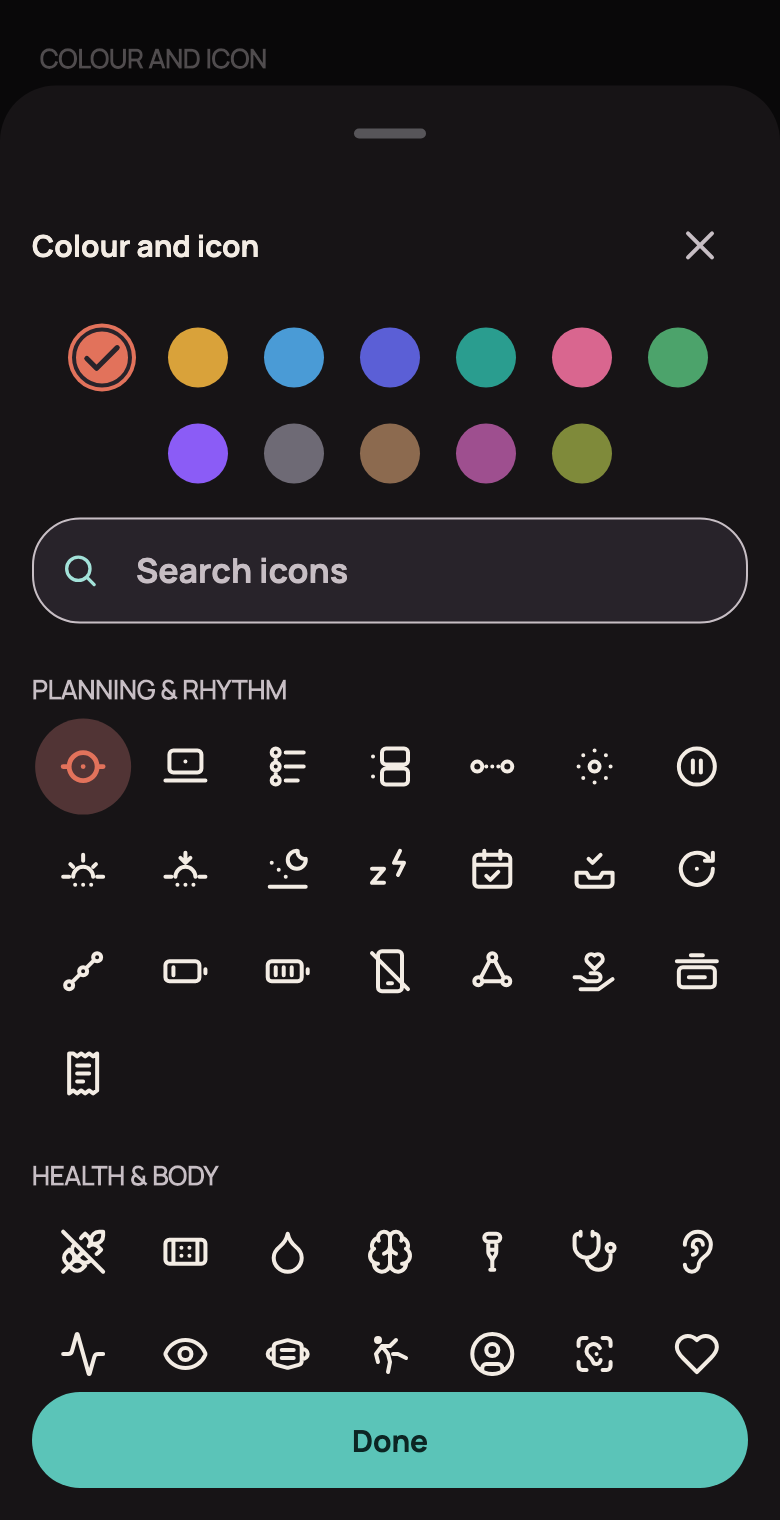 COLOUR AND ICON
Colour and icon
Search icons
PLANNING & RHYTHM
HEALTH & BODY
Done